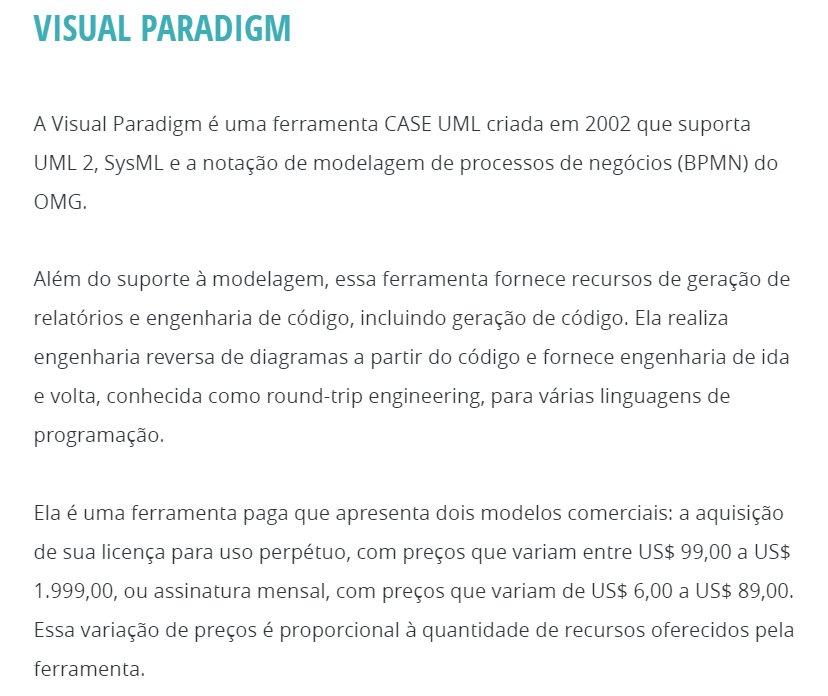 VISUAL PARADIGM
A Visual Paradigm é uma ferramenta CASE UML criada em 2002 que suporta
UML 2, SysML e a notação de modelagem de processos de negócios (BPMN) do
OMG.
Além do suporte à modelagem, essa ferramenta fornece recursos de geração de
relatórios e engenharia de código, incluindo geração de código. Ela realiza
engenharia reversa de diagramas a partir do código e fornece engenharia de ida
e volta, conhecida como round-trip engineering, para várias linguagens de
programação.
Ela é uma ferramenta paga que apresenta dois modelos comerciais: a aquisição
de sua licença para uso perpétuo, com preços que variam entre US$ 99,00 a US$
1.999,00, ou assinatura mensal, com preços que variam de US$ 6,00 a US$ 89,00.
Essa variação de preços é proporcional à quantidade de recursos oferecidos pela
ferramenta.